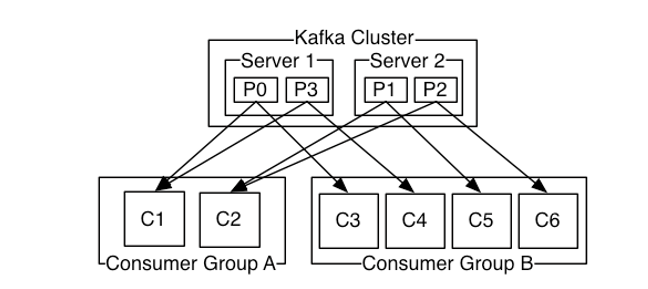 Kafka Cluster
Server 1 Server 2
P0 P3 P1 P2
C1 C2 C3 C4 C5 C6
Consumer Group A Consumer Group B